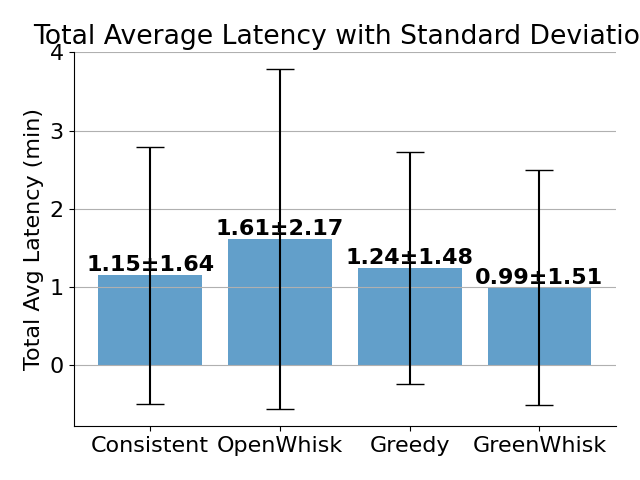 Total Average Latency with Standard Deviatio
Total Avg Latency (min)
4
3
2
1
0
1.15±1.64
1.61±2.17
1.24±1.48
0.99±1.51
Consistent
OpenWhisk
Greedy
GreenWhisk